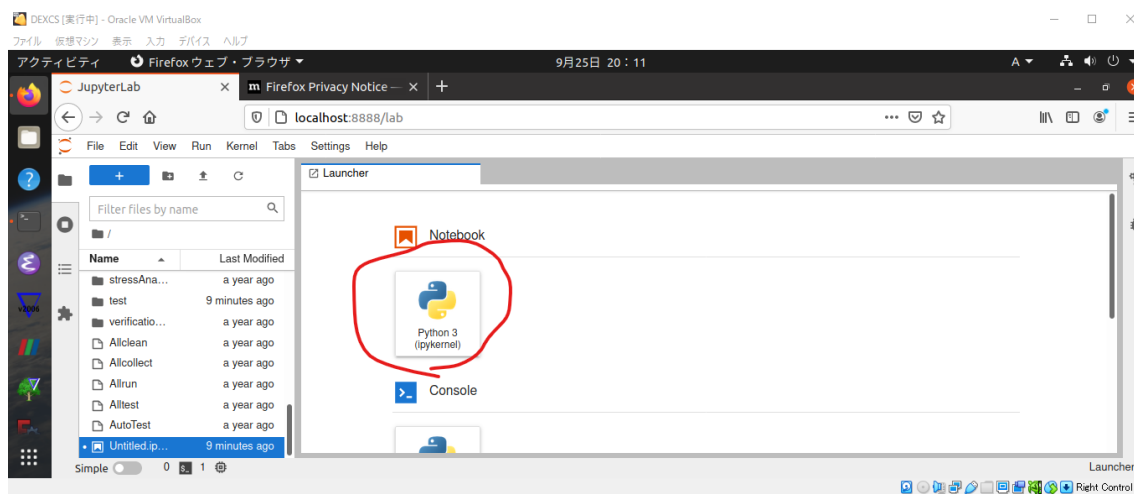 DEXCS [実行中] - Oracle VM VirtualBox
ファイル 仮想マシン 表示 入力 デバイス ヘルプ
アクティビティ Firefox ウェブ・ブラウザ 9月25日 20:11 A
JupyterLab Firefox Privacy Notice —
localhost:8888/lab
File Edit View Run Kernel Tabs Settings Help
Launcher
Filter files by name
/
Notebook
Name Last Modified
stressAna… a year ago
test 9 minutes ago
verificatio… a year ago
Allclean a year ago
Allcollect a year ago
Allrun a year ago
Alltest a year ago
AutoTest a year ago
Untitled.ip… 9 minutes ago
Python 3
(ipykernel)
Console
Simple 0 1 Launcher
Right Control